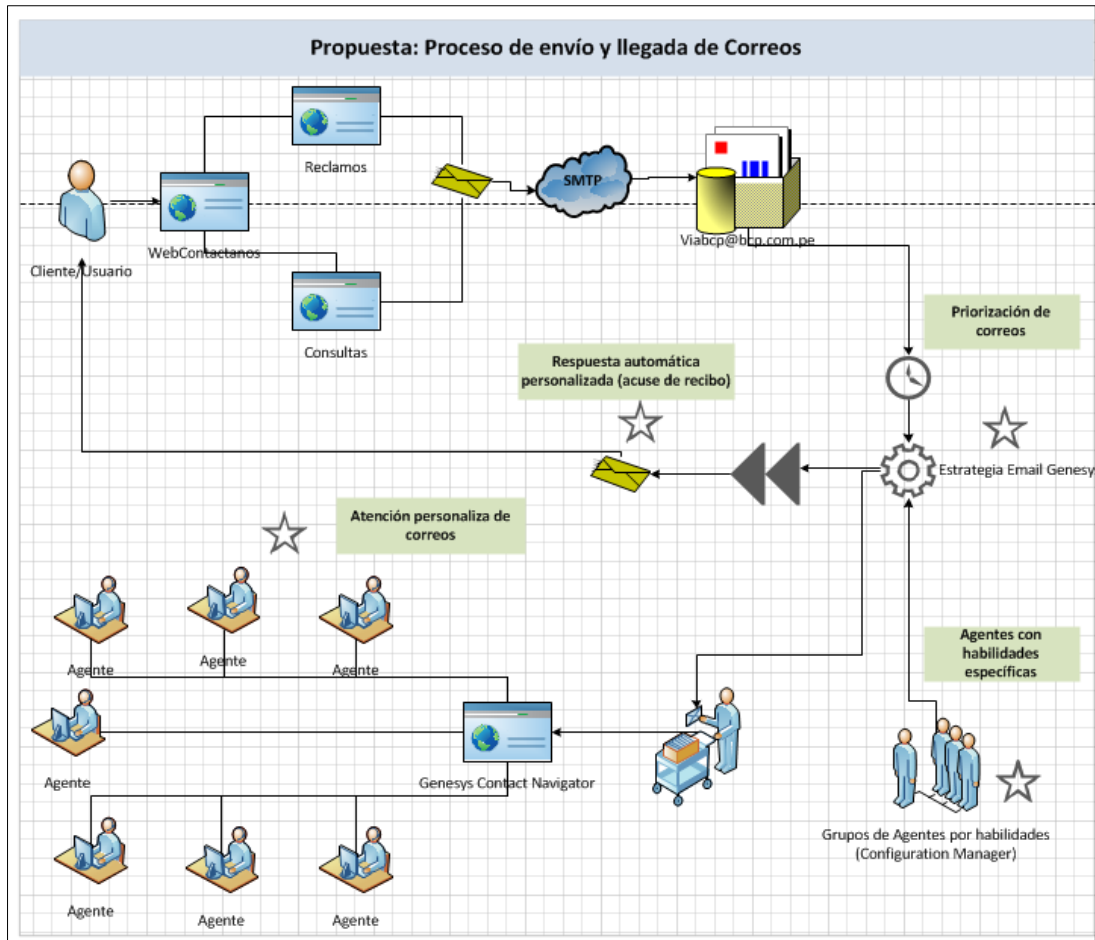 Propuesta: Proceso de envío y llegada de Correos
Reclamos
SMTP
WebContactanos
Viabcp@bcp.com.pe
Cliente/Usuario
Consultas
Priorización de
correos
Respuesta automática
personalizada (acuse de recibo)
Estrategia Email Genesy
Atención personaliza de
correos
Agente
Agente
Agente
Agentes con
habilidades
específicas
Agente
Genesys Contact Navigator
Grupos de Agentes por habilidades
(Configuration Manager)
Agente
Agente
Agente